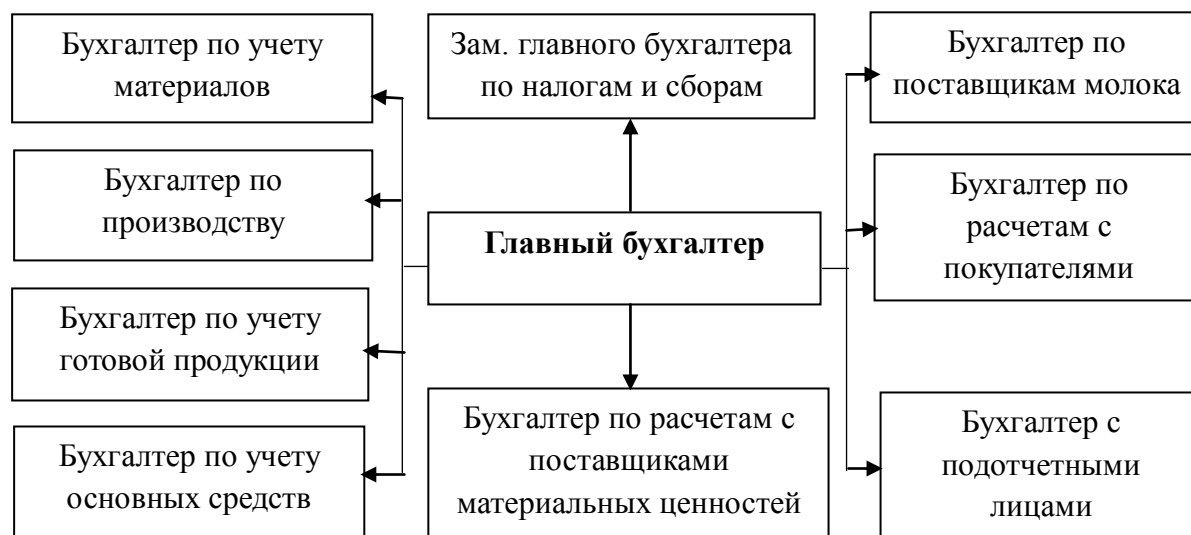 Бухгалтер по учету
материалов
Зам. главного бухгалтера
по налогам и сборам
Бухгалтер по
поставщикам молока
Бухгалтер по
производству
Главный бухгалтер
Бухгалтер по
расчетам с
покупателями
Бухгалтер по учету
готовой продукции
Бухгалтер по расчетам с
поставщиками
материальных ценностей
Бухгалтер с
подотчетными
лицами
Бухгалтер по учету
основных средств